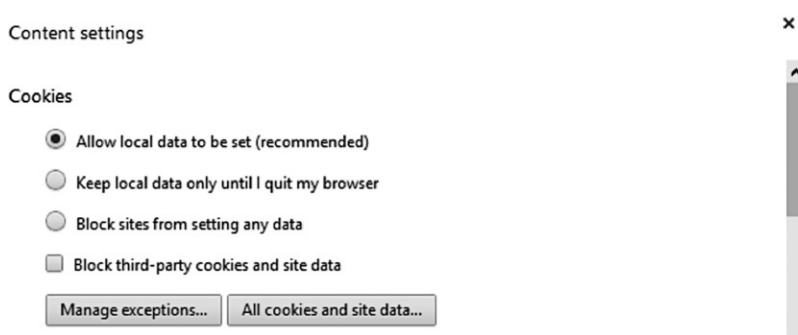 Content settings
Cookies
Allow local data to be set (recommended)
Keep local data only until I quit my browser
Block sites from setting any data
Block third-party cookies and site data
Manage exceptions... All cookies and site data...